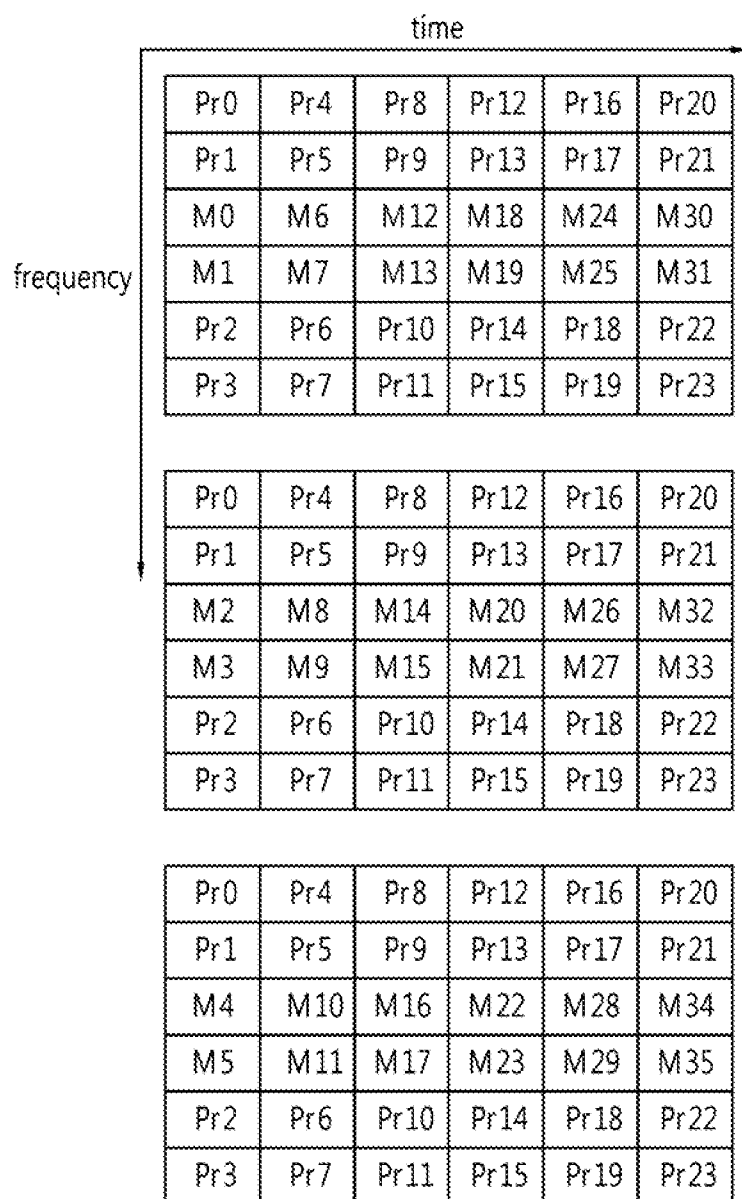 time
frequency
Pr0 Pr4 Pr8 Pr12 Pr16 Pr20
Pr1 Pr5 Pr9 Pr13 Pr17 Pr21
M0 M6 M12 M18 M24 M30
M1 M7 M13 M19 M25 M31
Pr2 Pr6 Pr10 Pr14 Pr18 Pr22
Pr3 Pr7 Pr11 Pr15 Pr19 Pr23
Pr0 Pr4 Pr8 Pr12 Pr16 Pr20
Pr1 Pr5 Pr9 Pr13 Pr17 Pr21
M2 M8 M14 M20 M26 M32
M3 M9 M15 M21 M27 M33
Pr2 Pr6 Pr10 Pr14 Pr18 Pr22
Pr3 Pr7 Pr11 Pr15 Pr19 Pr23
Pr0 Pr4 Pr8 Pr12 Pr16 Pr20
Pr1 Pr5 Pr9 Pr13 Pr17 Pr21
M4 M10 M16 M22 M28 M34
M5 M11 M17 M23 M29 M35
Pr2 Pr6 Pr10 Pr14 Pr18 Pr22
Pr3 Pr7 Pr11 Pr15 Pr19 Pr23